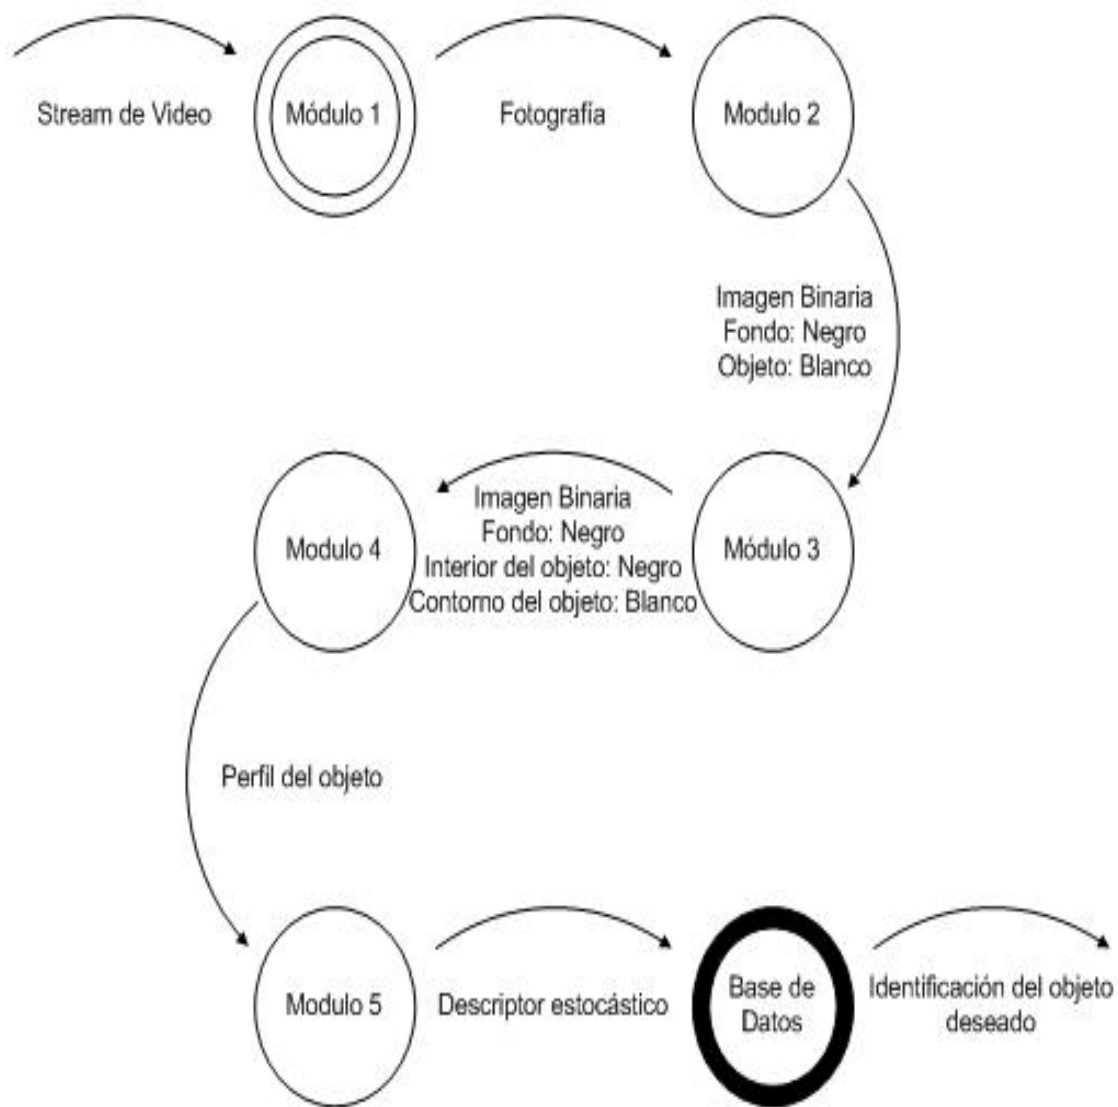 Stream de Video
Módulo 1
Fotografía
Modulo 2
Imagen Binaria
Fondo: Negro
Objeto: Blanco
Módulo 3
Imagen Binaria
Fondo: Negro
Interior del objeto: Negro
Contorno del objeto: Blanco
Modulo 4
Perfil del objeto
Modulo 5
Descriptor estocástico
Base de
Datos
Identificación del objeto
deseado